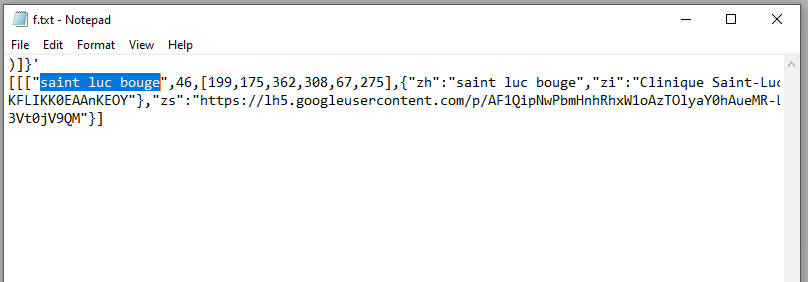 f.txt - Notepad
File Edit Format View Help
)]}'
[[["saint luc bouge",46,[199,175,362,308,67,275],{"zh":"saint luc bouge","zi":"Clinique Saint-Luc
KFLIKK0EAAnKEOY"},"zs":"https://lh5.googleusercontent.com/p/AF1QipNwPbmHnhRhxW1oAzTOlyaY0hAueMR-L
3Vt0jV9QM"}]